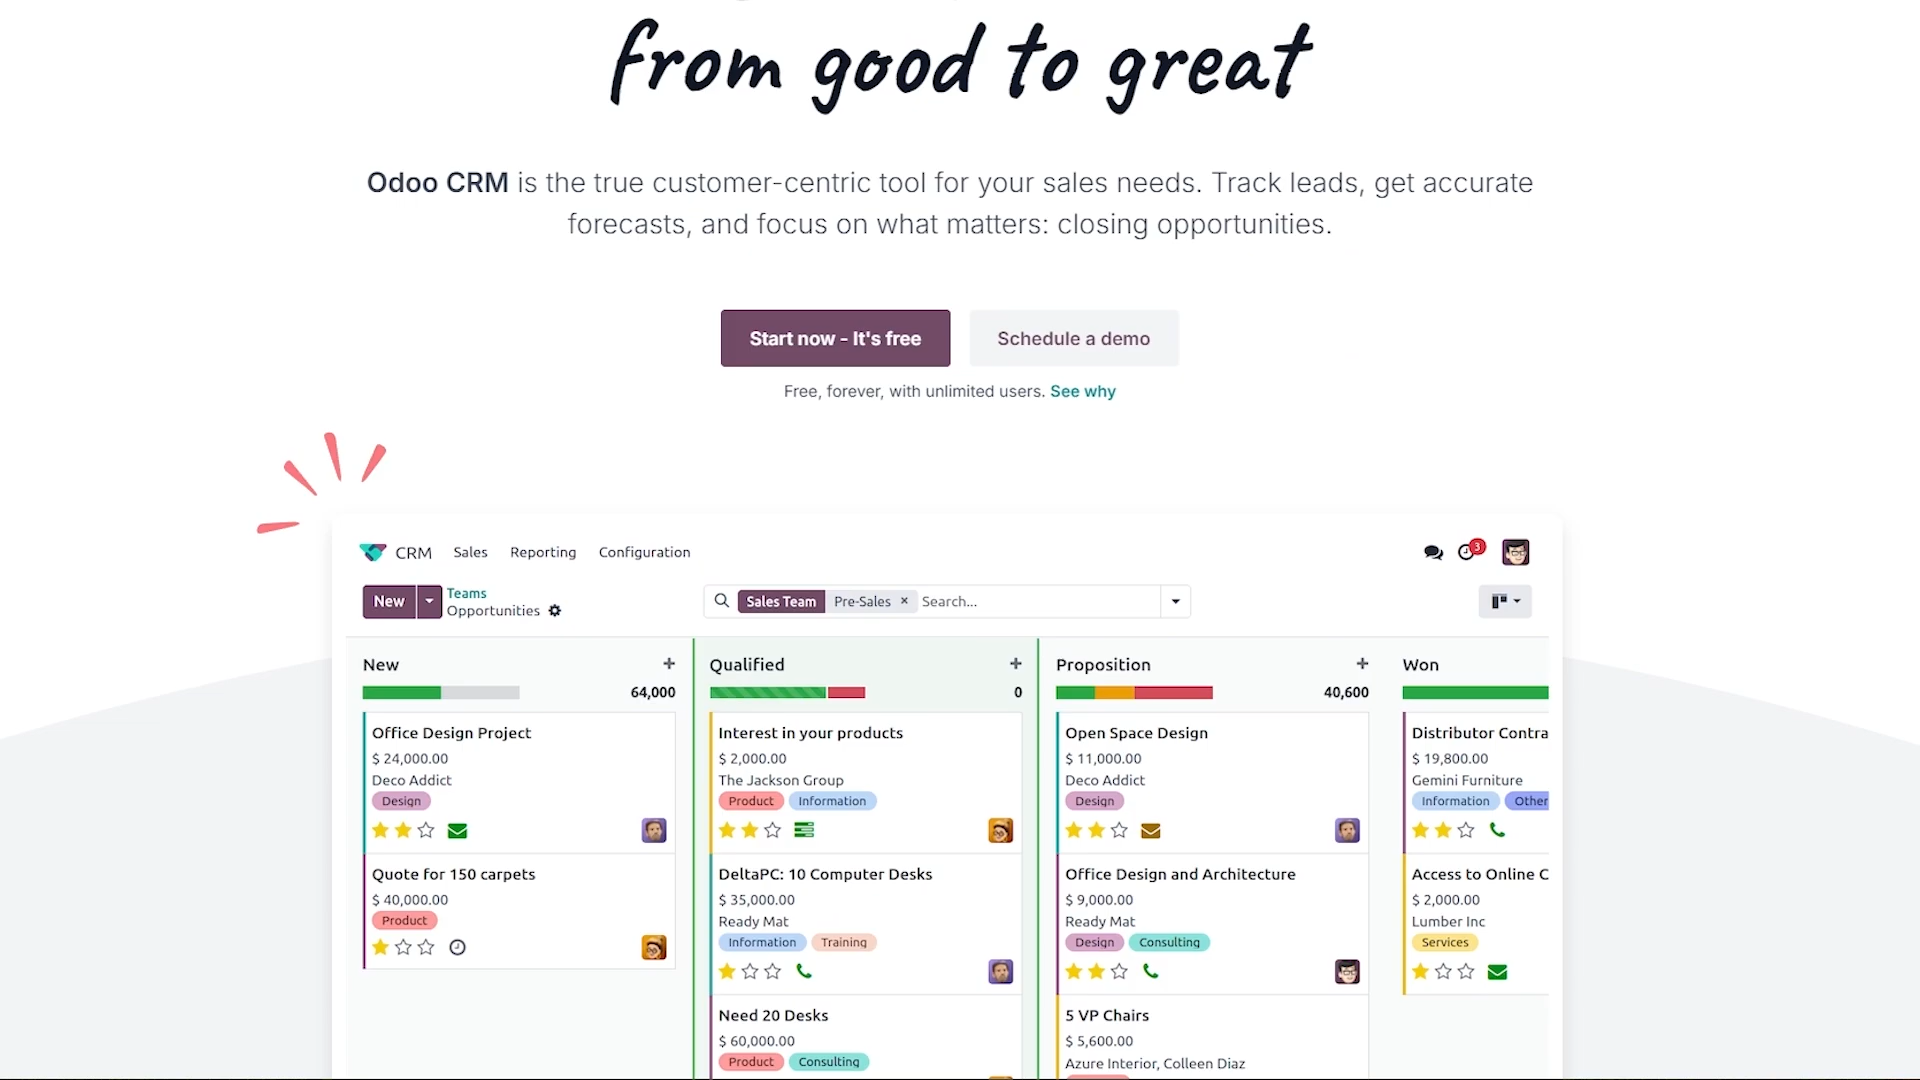 from good to great
Odoo CRM is the true customer-centric tool for your sales needs. Track leads, get accurate
forecasts, and focus on what matters: closing opportunities.
Start now - It's free
Schedule a demo
Free, forever, with unlimited users. See why
CRM Sales Reporting Configuration
3
New
Teams
Opportunities
Sales Team Pre-Sales × Search...
New +
64,000
Office Design Project
$ 24,000.00
Deco Addict
Design
Quote for 150 carpets
$ 40,000.00
Product
Qualified +
0
Interest in your products
$ 2,000.00
The Jackson Group
Product Information
DeltaPC: 10 Computer Desks
$ 35,000.00
Ready Mat
Information Training
Need 20 Desks
$ 60,000.00
Product Consulting
Proposition +
40,600
Open Space Design
$ 11,000.00
Deco Addict
Design
Office Design and Architecture
$ 9,000.00
Ready Mat
Design Consulting
5 VP Chairs
$ 5,600.00
Azure Interior, Colleen Diaz
Won
Distributor Contra
$ 19,800.00
Gemini Furniture
Information Other
Access to Online C
$ 2,000.00
Lumber Inc
Services